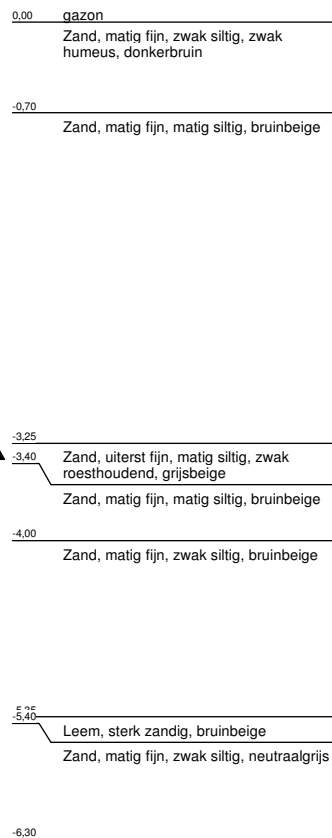 0,00 gazon
Zand, matig fijn, zwak siltig, zwak
humeus, donkerbruin
-0,70
Zand, matig fijn, matig siltig, bruinbeige
-3,25
-3,40 Zand, uiterst fijn, matig siltig, zwak
roesthoudend, grijsbeige
Zand, matig fijn, matig siltig, bruinbeige
-4,00
Zand, matig fijn, zwak siltig, bruinbeige
-5,40
Leem, sterk zandig, bruinbeige
Zand, matig fijn, zwak siltig, neutraalgrijs
-6,30